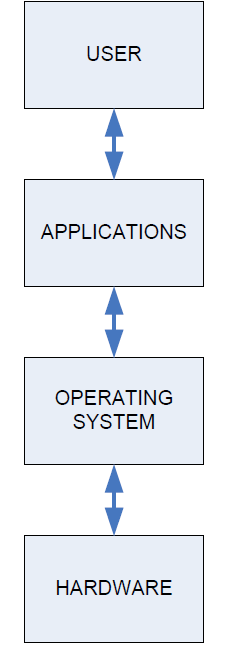 USER
APPLICATIONS
OPERATING
SYSTEM
HARDWARE